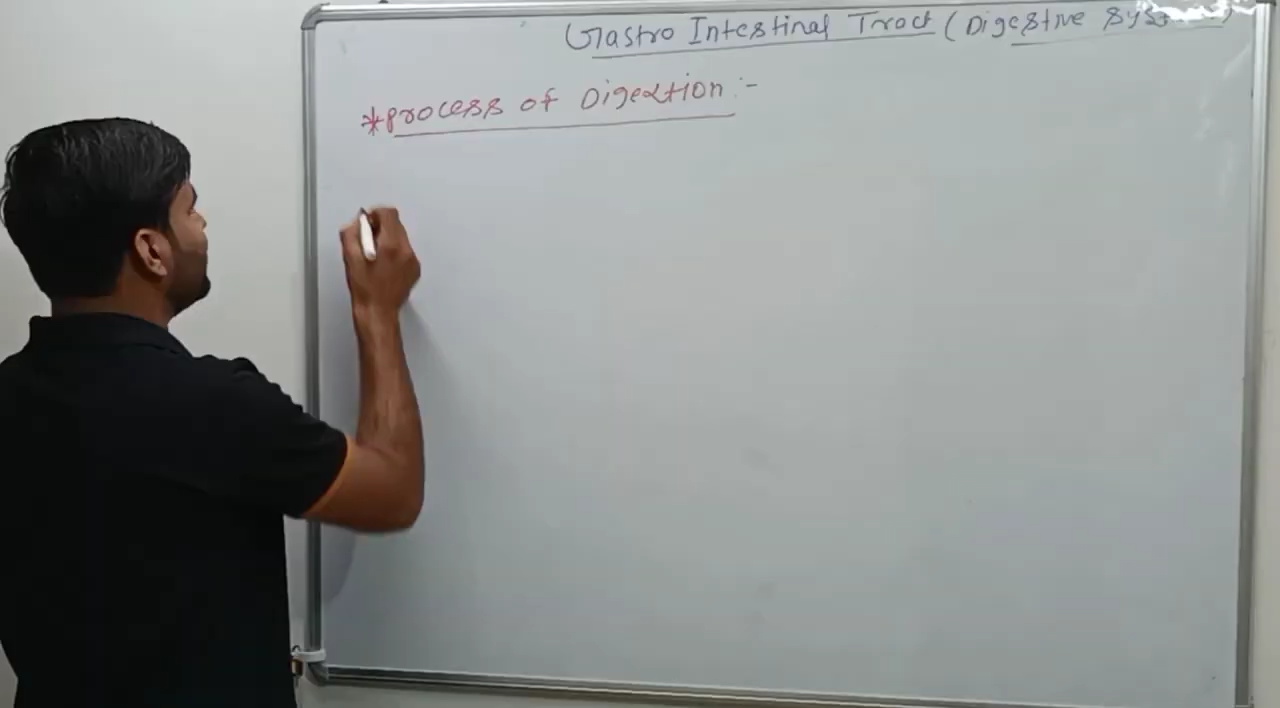 Gastro Intestinal Tract (Digestive
*process of Digestion :-